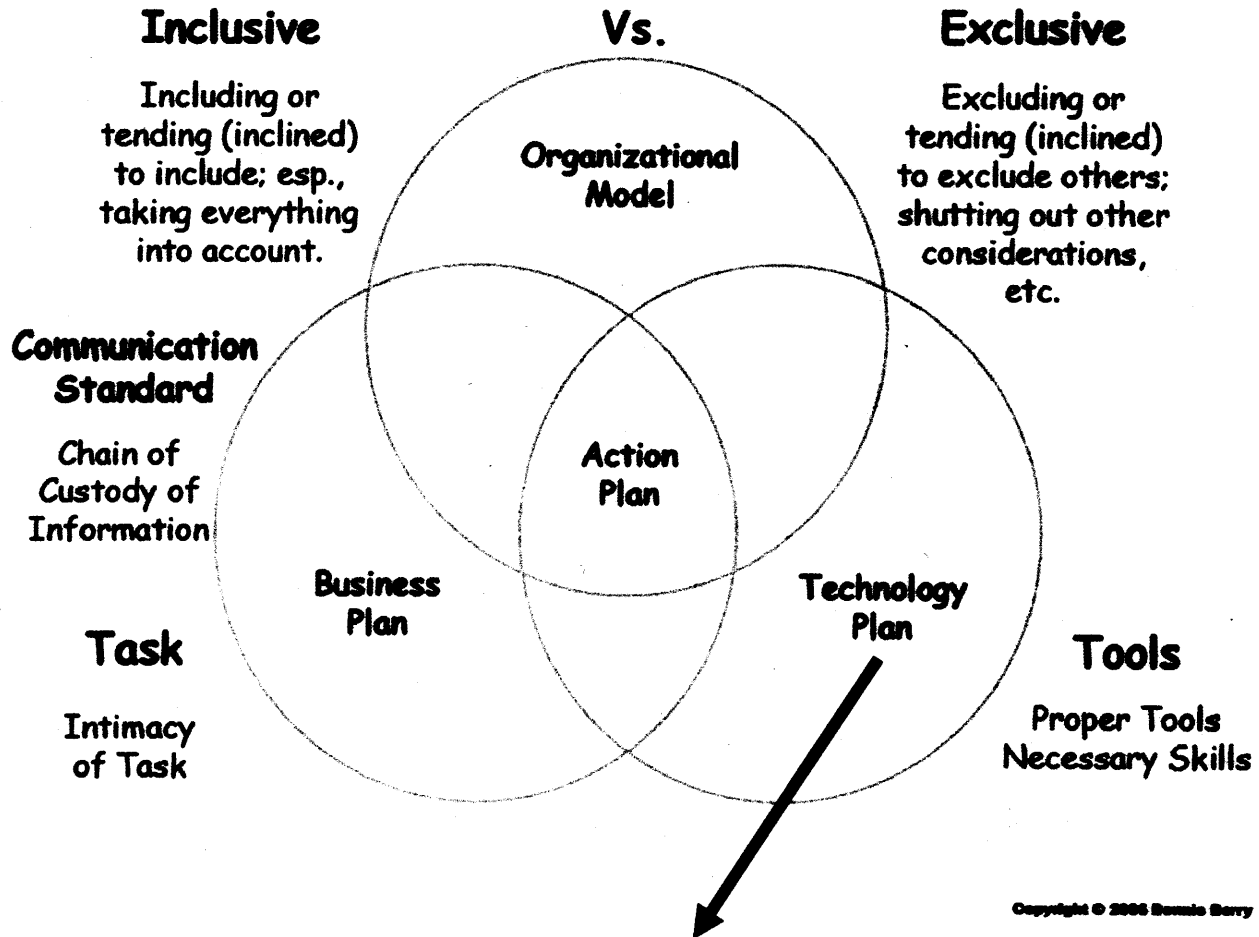 Inclusive
Vs.
Exclusive
Including or
tending (inclined)
to include; esp.,
taking everything
into account.
Organizational
Model
Excluding or
tending (inclined)
to exclude others;
shutting out other
considerations,
etc.
Communication
Standard
Chain of
Custody of
Information
Action
Plan
Business
Plan
Technology
Plan
Task
Intimacy
of Task
Tools
Proper Tools
Necessary Skills
Copyright © Berry